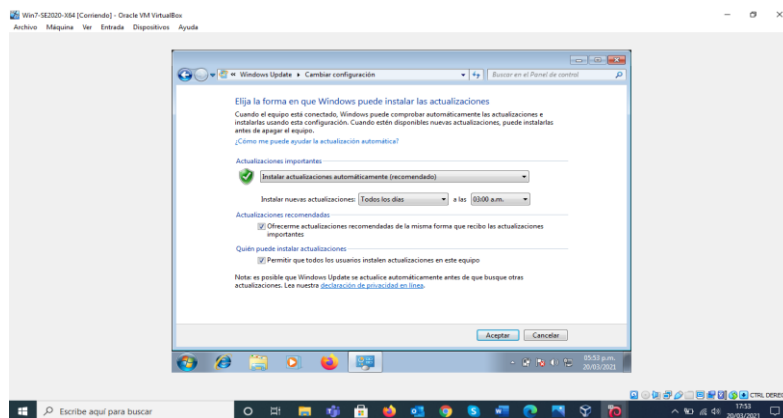 Win7-SE2020-X64 [Corriendo] - Oracle VM VirtualBox
Archivo Máquina Ver Entrada Dispositivos Ayuda
« Windows Update ▸ Cambiar configuración
Buscar en el Panel de control
Elija la forma en que Windows puede instalar las actualizaciones
Cuando el equipo está conectado, Windows puede comprobar automáticamente las actualizaciones e
instalarlas usando esta configuración. Cuando estén disponibles nuevas actualizaciones, puede instalarlas
antes de apagar el equipo.
¿Cómo me puede ayudar la actualización automática?
Actualizaciones importantes
Instalar actualizaciones automáticamente (recomendado)
Instalar nuevas actualizaciones: Todos los días a las 03:00 a.m.
Actualizaciones recomendadas
Ofrecerme actualizaciones recomendadas de la misma forma que recibo las actualizaciones
importantes
Quién puede instalar actualizaciones
Permitir que todos los usuarios instalen actualizaciones en este equipo
Nota: es posible que Windows Update se actualice automáticamente antes de que busque otras
actualizaciones. Lea nuestra declaración de privacidad en línea.
Aceptar Cancelar
05:53 p.m.
20/03/2021
CTRL DEREC
Escribe aquí para buscar
17:53
20/03/2021